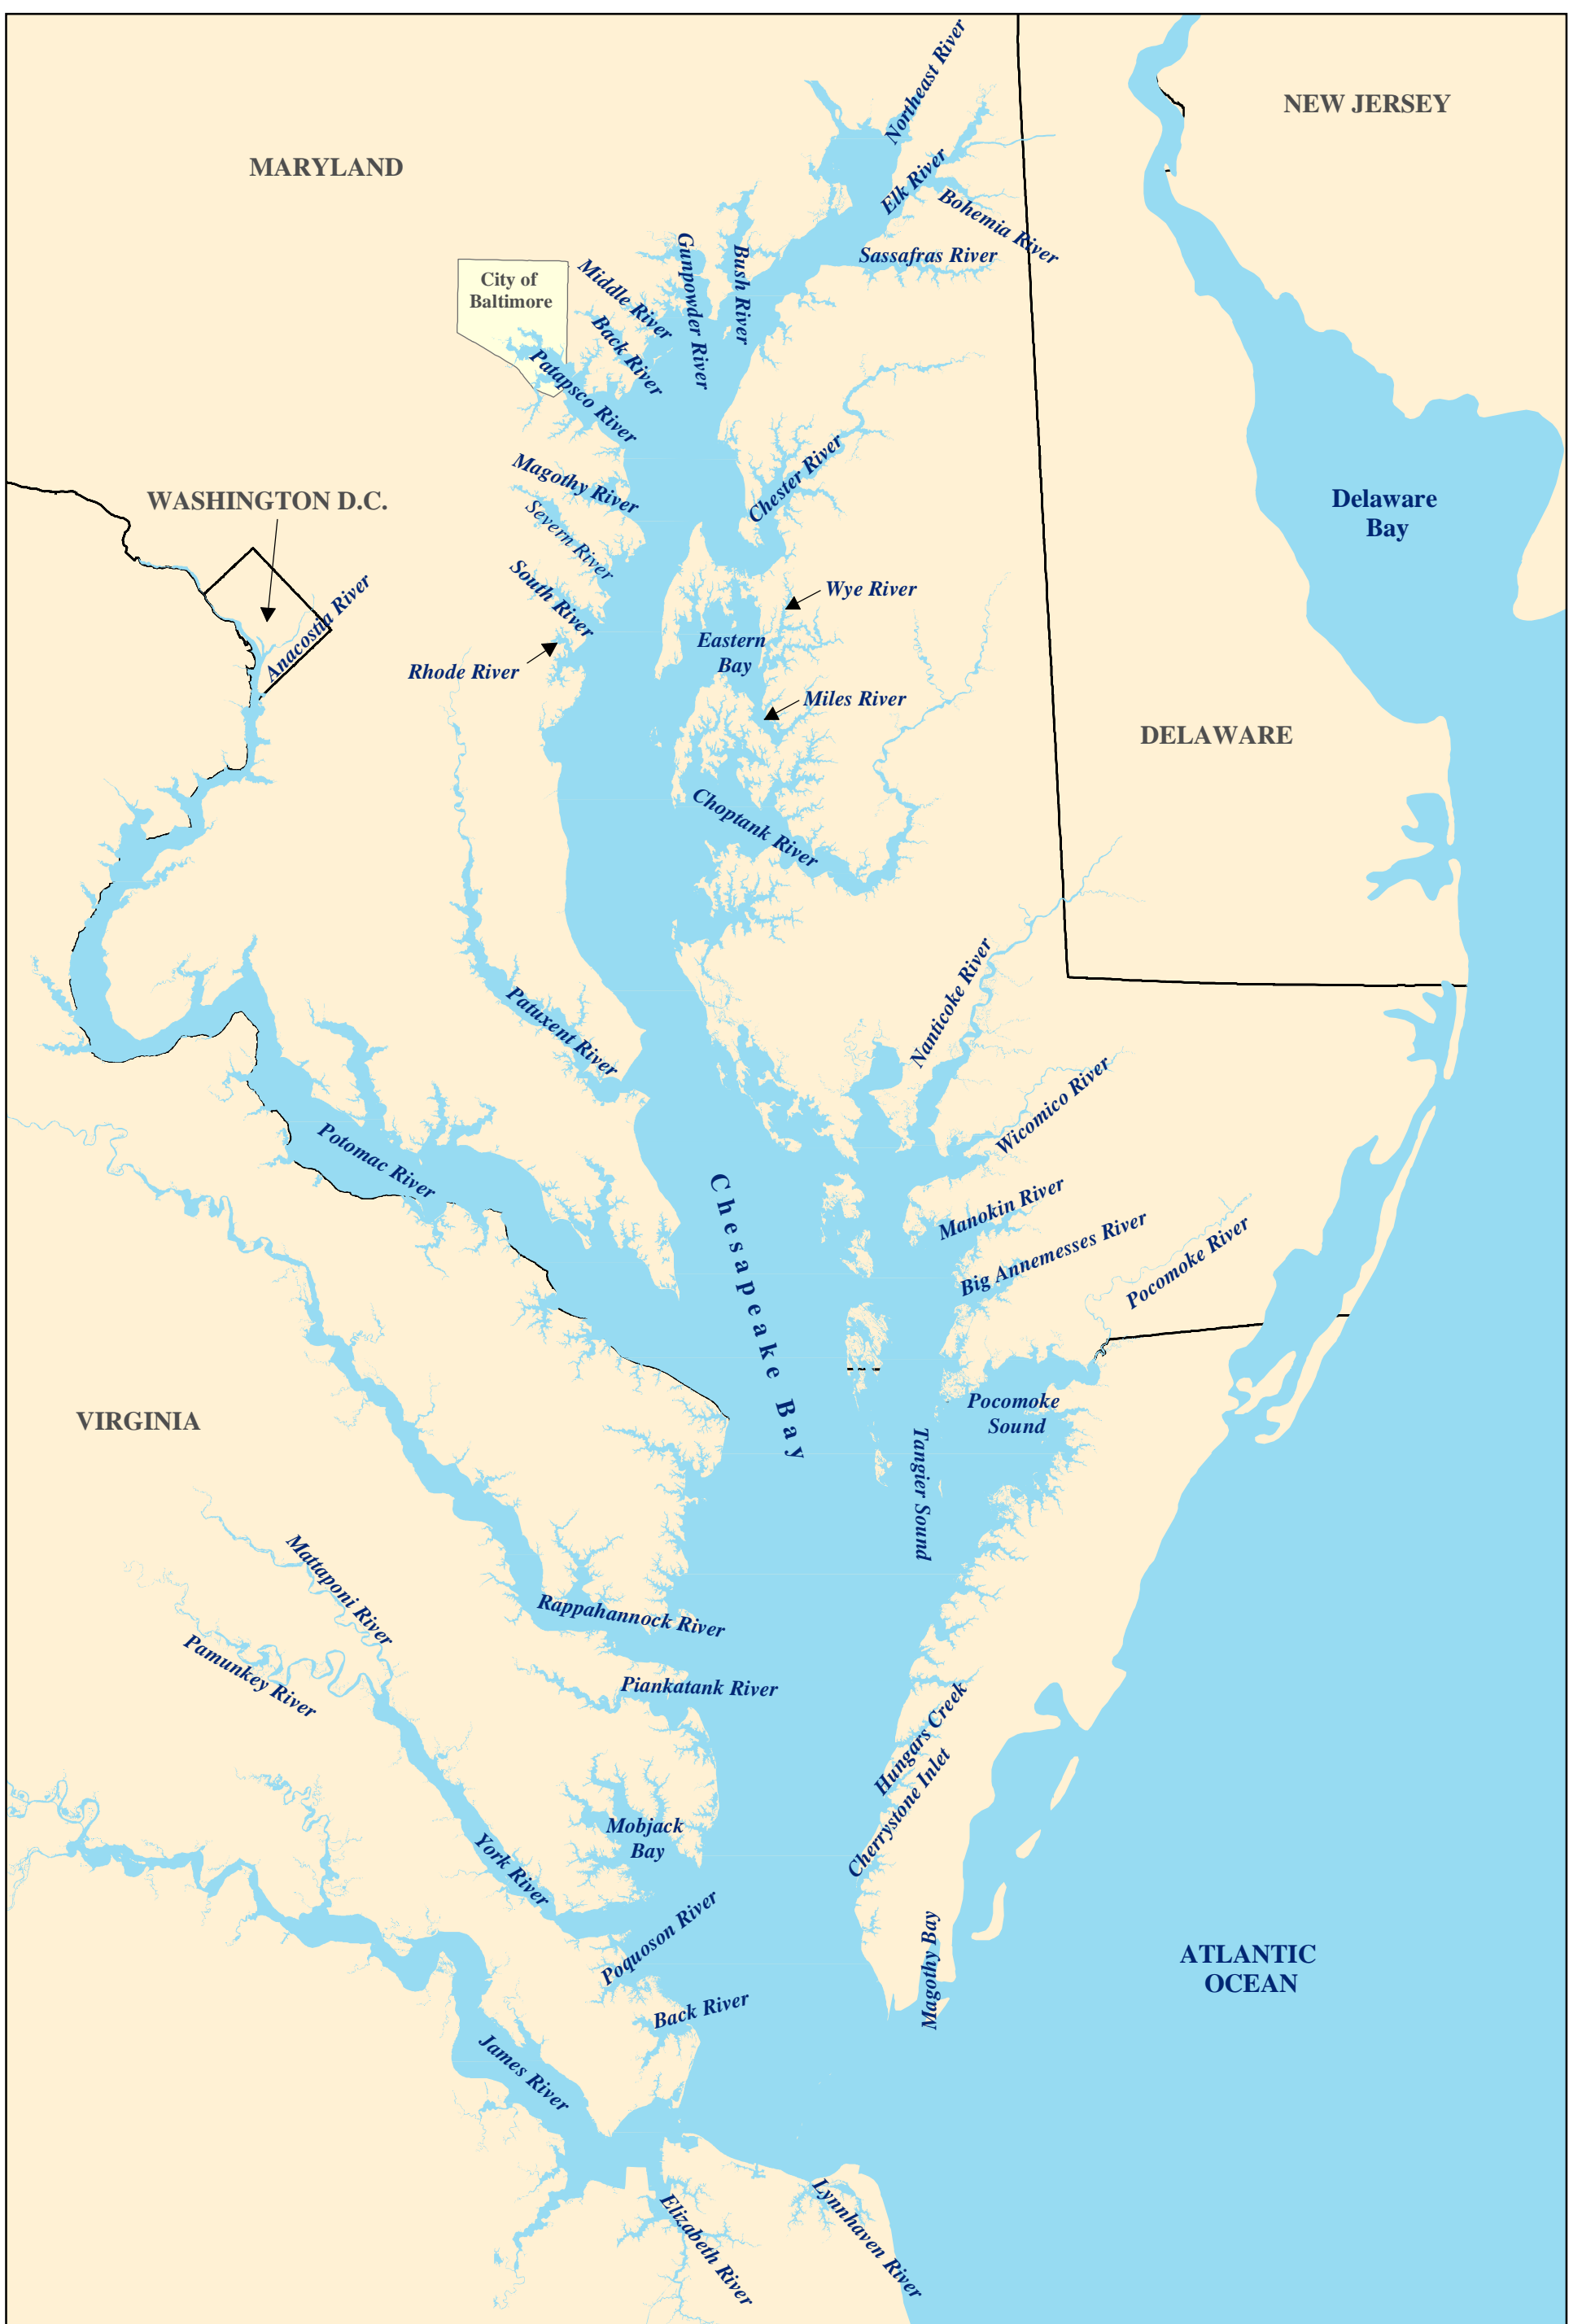 Northeast River
NEW JERSEY
MARYLAND
Elk River
Bohemia River
Sassafras River
Bush River
Gunpowder River
Middle River
Back River
City of
Baltimore
Patapsco River
Chester River
Magothy River
WASHINGTON D.C.
Delaware
Bay
Severn River
South River
Wye River
Anacostia River
Eastern
Bay
Rhode River
Miles River
DELAWARE
Choptank River
Nanticoke River
Patuxent River
Wicomico River
Potomac River
Manokin River
Big Annemesses River
Pocomoke River
Chesapeake Bay
Pocomoke
Sound
VIRGINIA
Tangier Sound
Mattaponi River
Rappahannock River
Pamunkey River
Piankatank River
Hungars Creek
Cherrystone Inlet
Mobjack
Bay
York River
Poquoson River
Magothy Bay
ATLANTIC
OCEAN
Back River
James River
Lynnhaven River
Elizabeth River